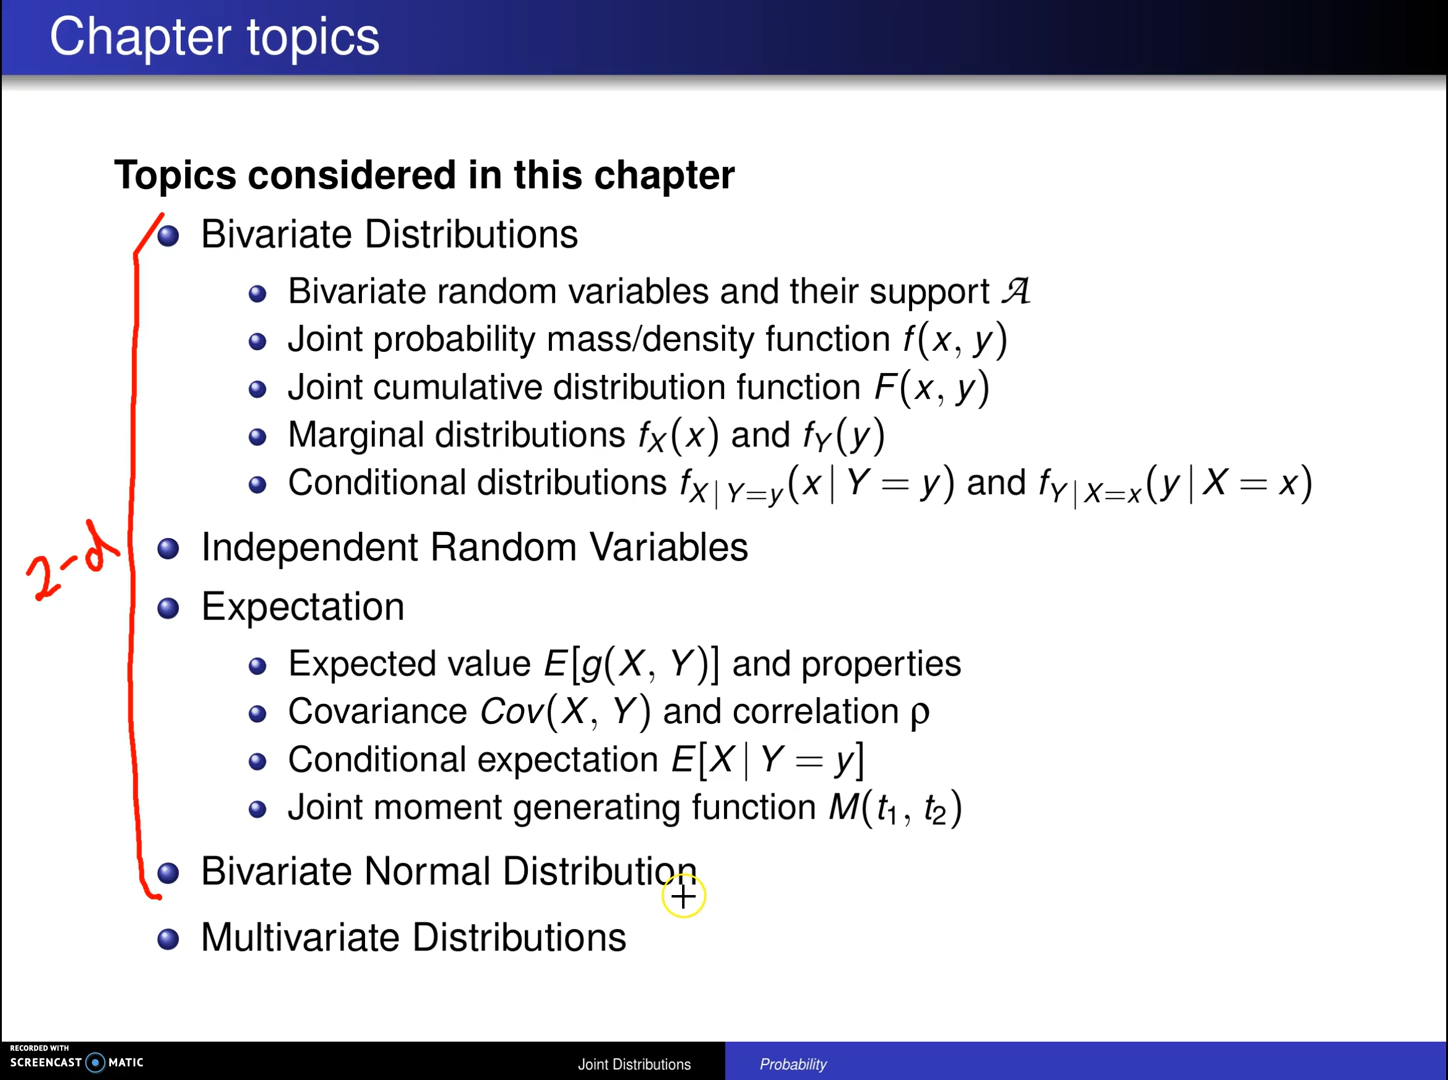 Chapter topics
Topics considered in this chapter
Bivariate Distributions
Bivariate random variables and their support 𝒜
Joint probability mass/density function f(x, y)
Joint cumulative distribution function F(x, y)
Marginal distributions f_X(x) and f_Y(y)
Conditional distributions f_{X|Y=y}(x|Y = y) and f_{Y|X=x}(y|X = x)
2-d
Independent Random Variables
Expectation
Expected value E[g(X, Y)] and properties
Covariance Cov(X, Y) and correlation ρ
Conditional expectation E[X|Y = y]
Joint moment generating function M(t₁, t₂)
Bivariate Normal Distribution
Multivariate Distributions
RECORDED WITH
SCREENCAST MATIC
Joint Distributions Probability